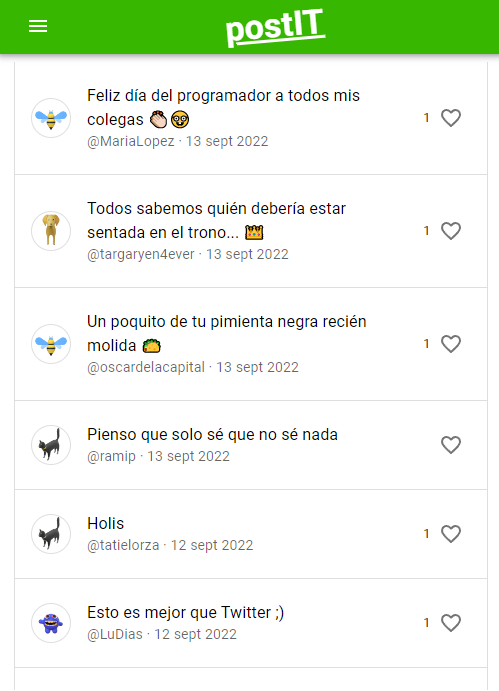 postIT
Feliz día del programador a todos mis
colegas 👏🤓
1
@MariaLopez · 13 sept 2022
Todos sabemos quién debería estar
sentada en el trono... 👑
1
@targaryen4ever · 13 sept 2022
Un poquito de tu pimienta negra recién
molida 🌮
1
@oscardelacapital · 13 sept 2022
Pienso que solo sé que no sé nada
@ramip · 13 sept 2022
Holis
1
@tatielorza · 12 sept 2022
Esto es mejor que Twitter ;)
1
@LuDias · 12 sept 2022